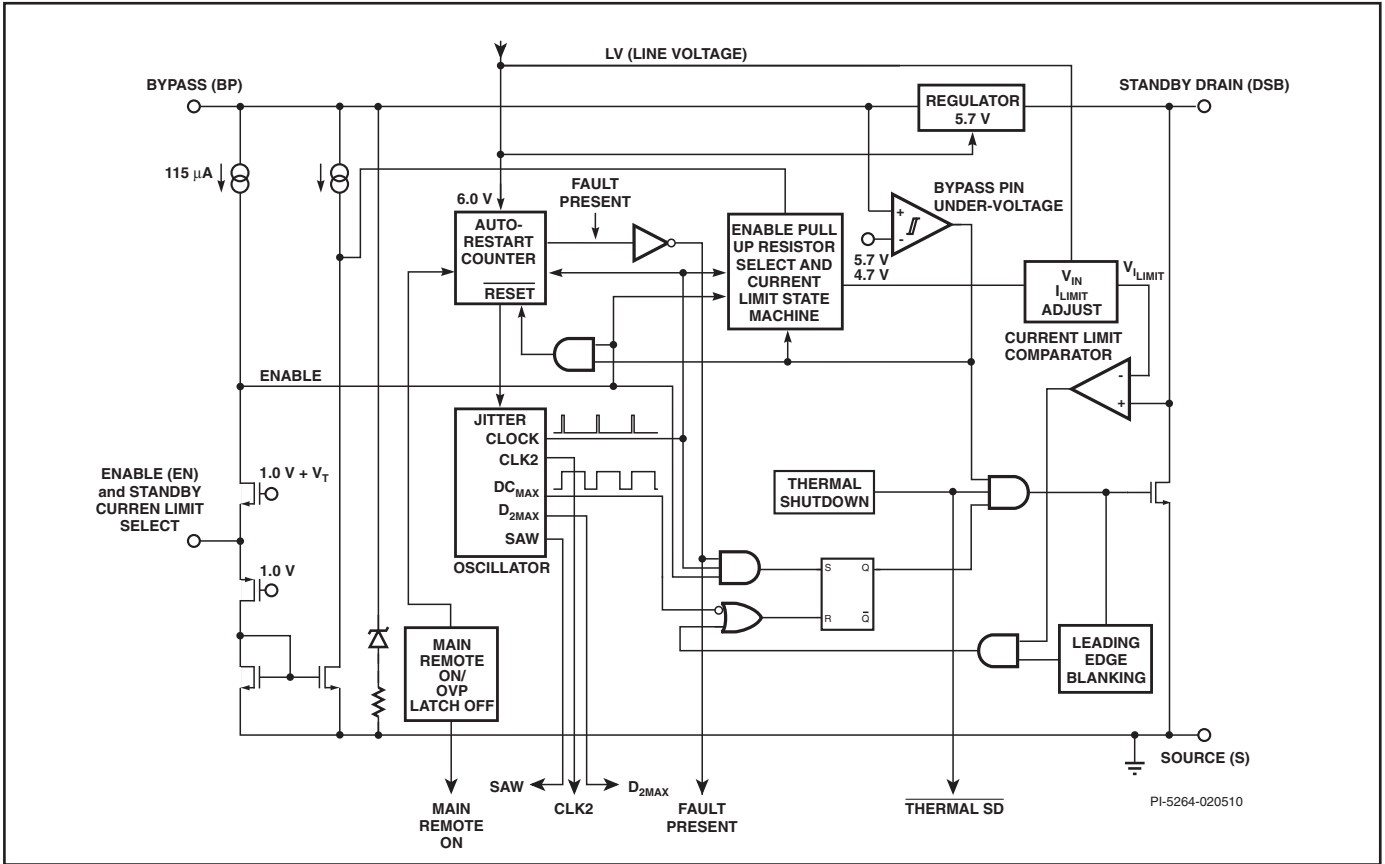 LV (LINE VOLTAGE)
BYPASS (BP)
STANDBY DRAIN (DSB)
REGULATOR
5.7 V
115 µA
6.0 V
FAULT
PRESENT
BYPASS PIN
UNDER-VOLTAGE
AUTO-
RESTART
COUNTER
RESET
ENABLE PULL
UP RESISTOR
SELECT AND
CURRENT
LIMIT STATE
MACHINE
+
-
5.7 V
4.7 V
VIN
ILIMIT
ADJUST
VILIMIT
CURRENT LIMIT
COMPARATOR
-
+
ENABLE
JITTER
CLOCK
CLK2
DCMAX
D2MAX
SAW
OSCILLATOR
ENABLE (EN)
and STANDBY
CURREN LIMIT
SELECT
1.0 V + VT
1.0 V
THERMAL
SHUTDOWN
S Q
R Q̅
MAIN
REMOTE
ON/
OVP
LATCH OFF
LEADING
EDGE
BLANKING
SOURCE (S)
SAW
CLK2
D2MAX
MAIN
REMOTE
ON
FAULT
PRESENT
THERMAL SD
PI-5264-020510